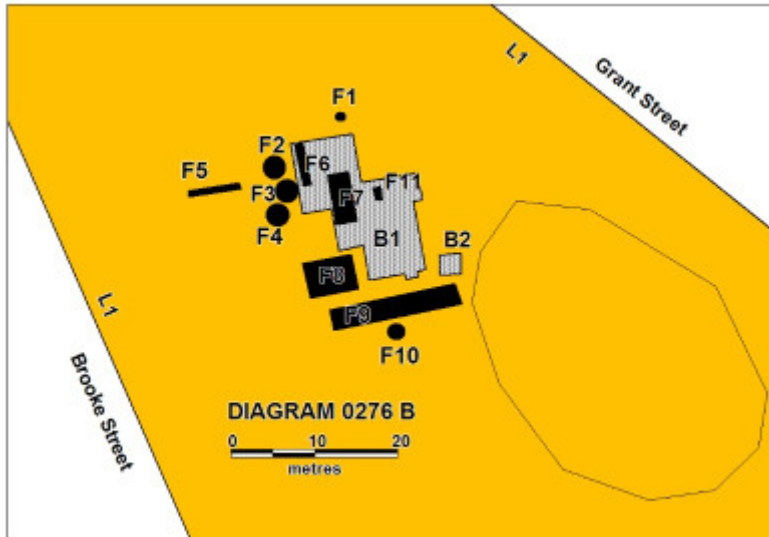 L1
Grant Street
F1
F2
F6
F5
F3
F11
F7
F4
B1
B2
F8
L1
F9
F10
Brooke Street
DIAGRAM 0276 B
0 10 20
metres